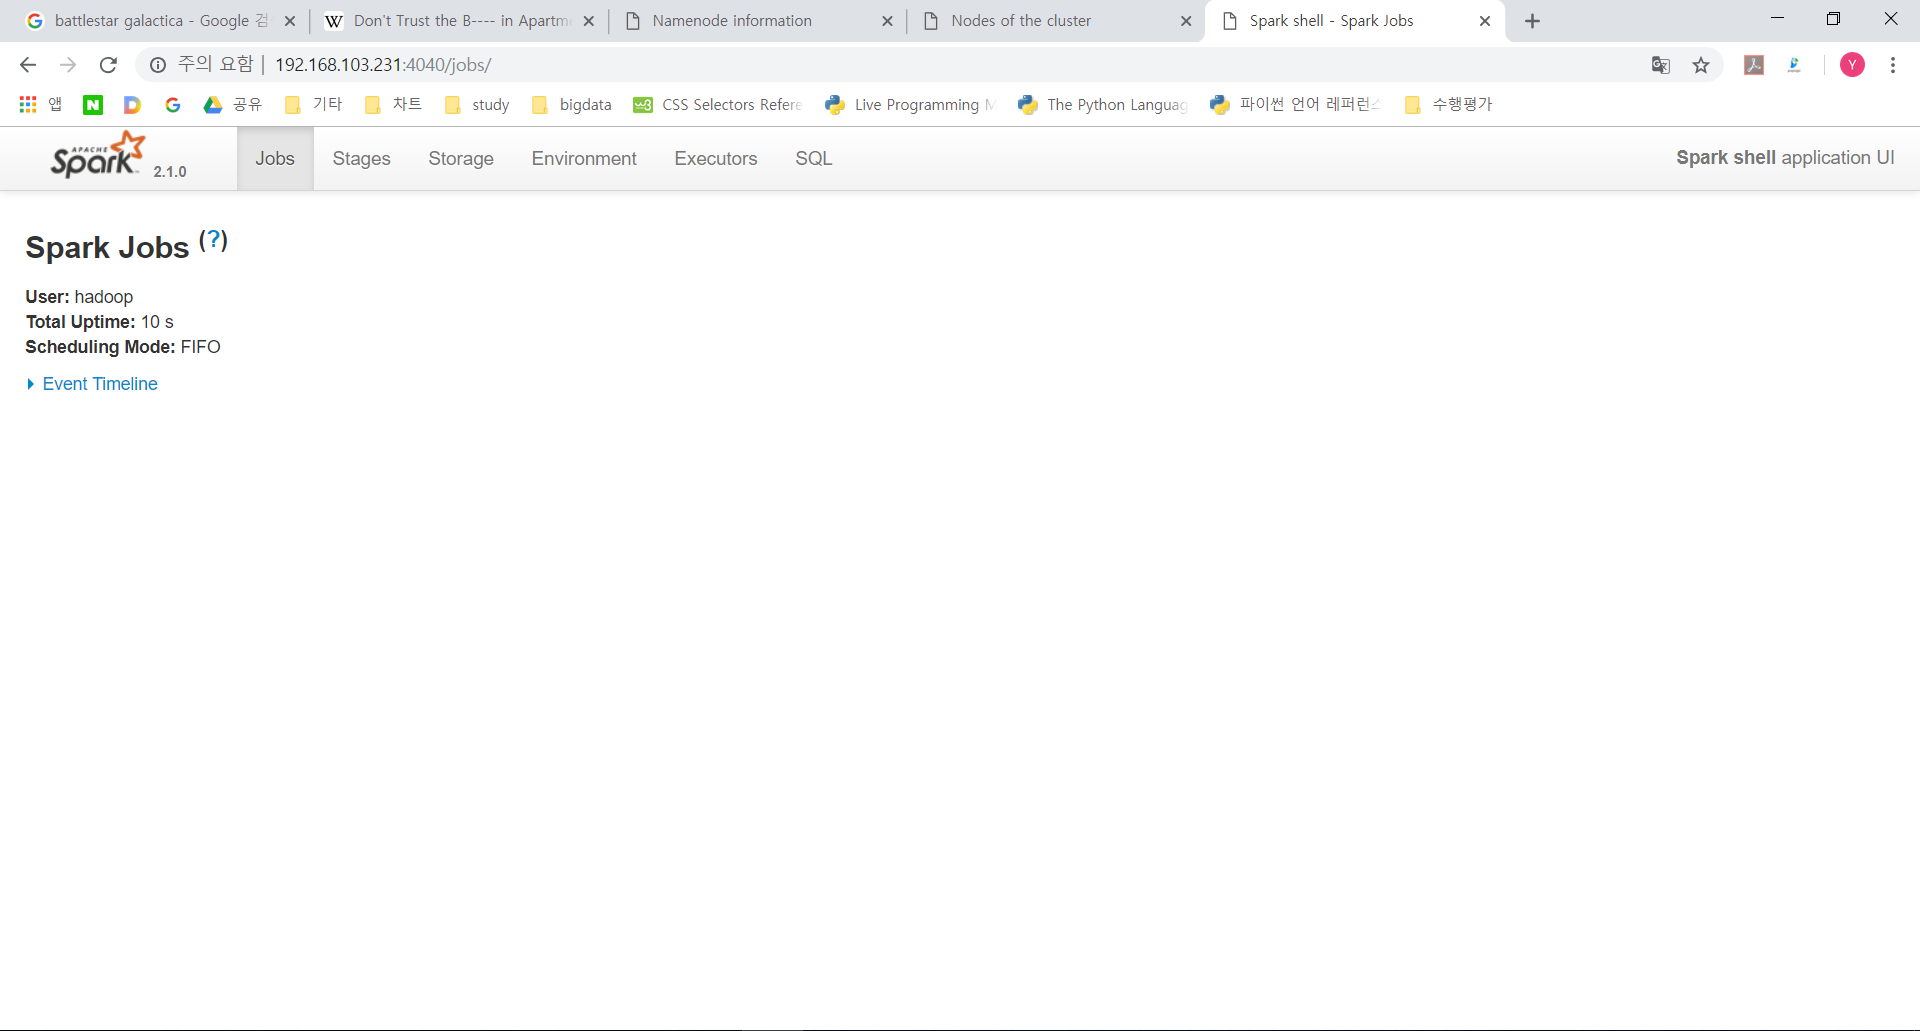 battlestar galactica - Google 검
Don't Trust the B---- in Apartm
Namenode information
Nodes of the cluster
Spark shell - Spark Jobs
주의 요함 | 192.168.103.231:4040/jobs/
Y
앱
N
공유
기타
차트
study
bigdata
CSS Selectors Refere
Live Programming M
The Python Languag
파이썬 언어 레퍼런스
수행평가
APACHE Spark 2.1.0
Jobs
Stages
Storage
Environment
Executors
SQL
Spark shell application UI
Spark Jobs (?)
User: hadoop
Total Uptime: 10 s
Scheduling Mode: FIFO
Event Timeline